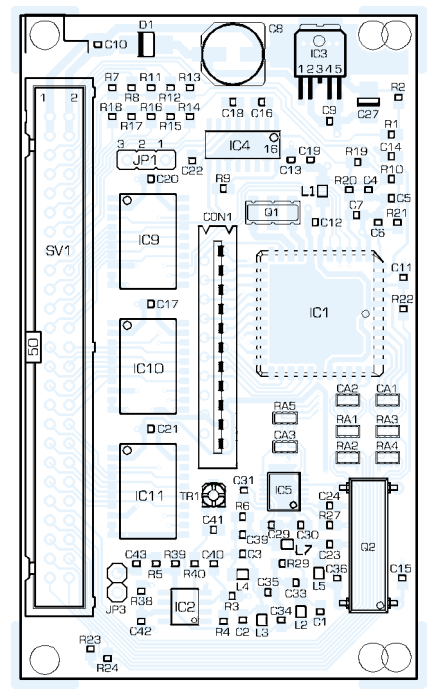 D1
C8
C10
IC3
1 2 3 4 5
R7 R11 R13
R8 R12
R2
1 2
C18 C16
C27
R18 R16 R14
R17 R15
C9
R1
IC4
16
3 2 1
JP1
C14
R19
C22
C13 C19
C20
R9
R10
L1
R20 C4
C5
CON1
Q1
C7
C12
C6 R21
IC9
SV1
C11
C17
IC1
R22
50
IC10
CA2 CA1
RA5
RA1 RA3
C21
CA3
RA2 RA4
IC11
TR1
C31
IC5
C24
R6
R27
C41
C29 C30
C39
L7
C23
Q2
C43 R39 C40
C3
R5 R40
R29
L4
L5
C36
C15
JP3
R38
IC2
R3
C35
C33
C42
R4 C2 L3 C34 L2 C1
R23
R24